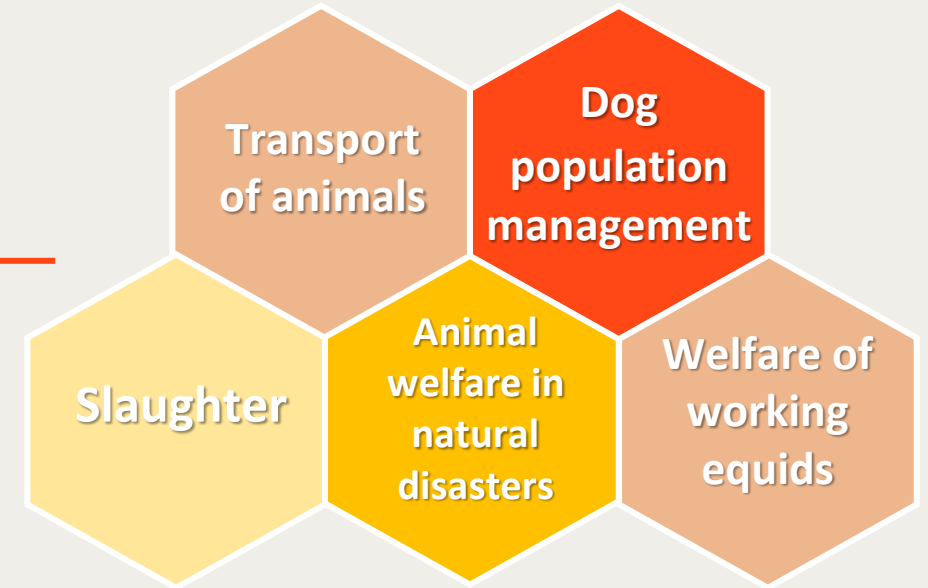 Transport
of animals
Dog
population
management
Slaughter
Animal
welfare in
natural
disasters
Welfare of
working
equids